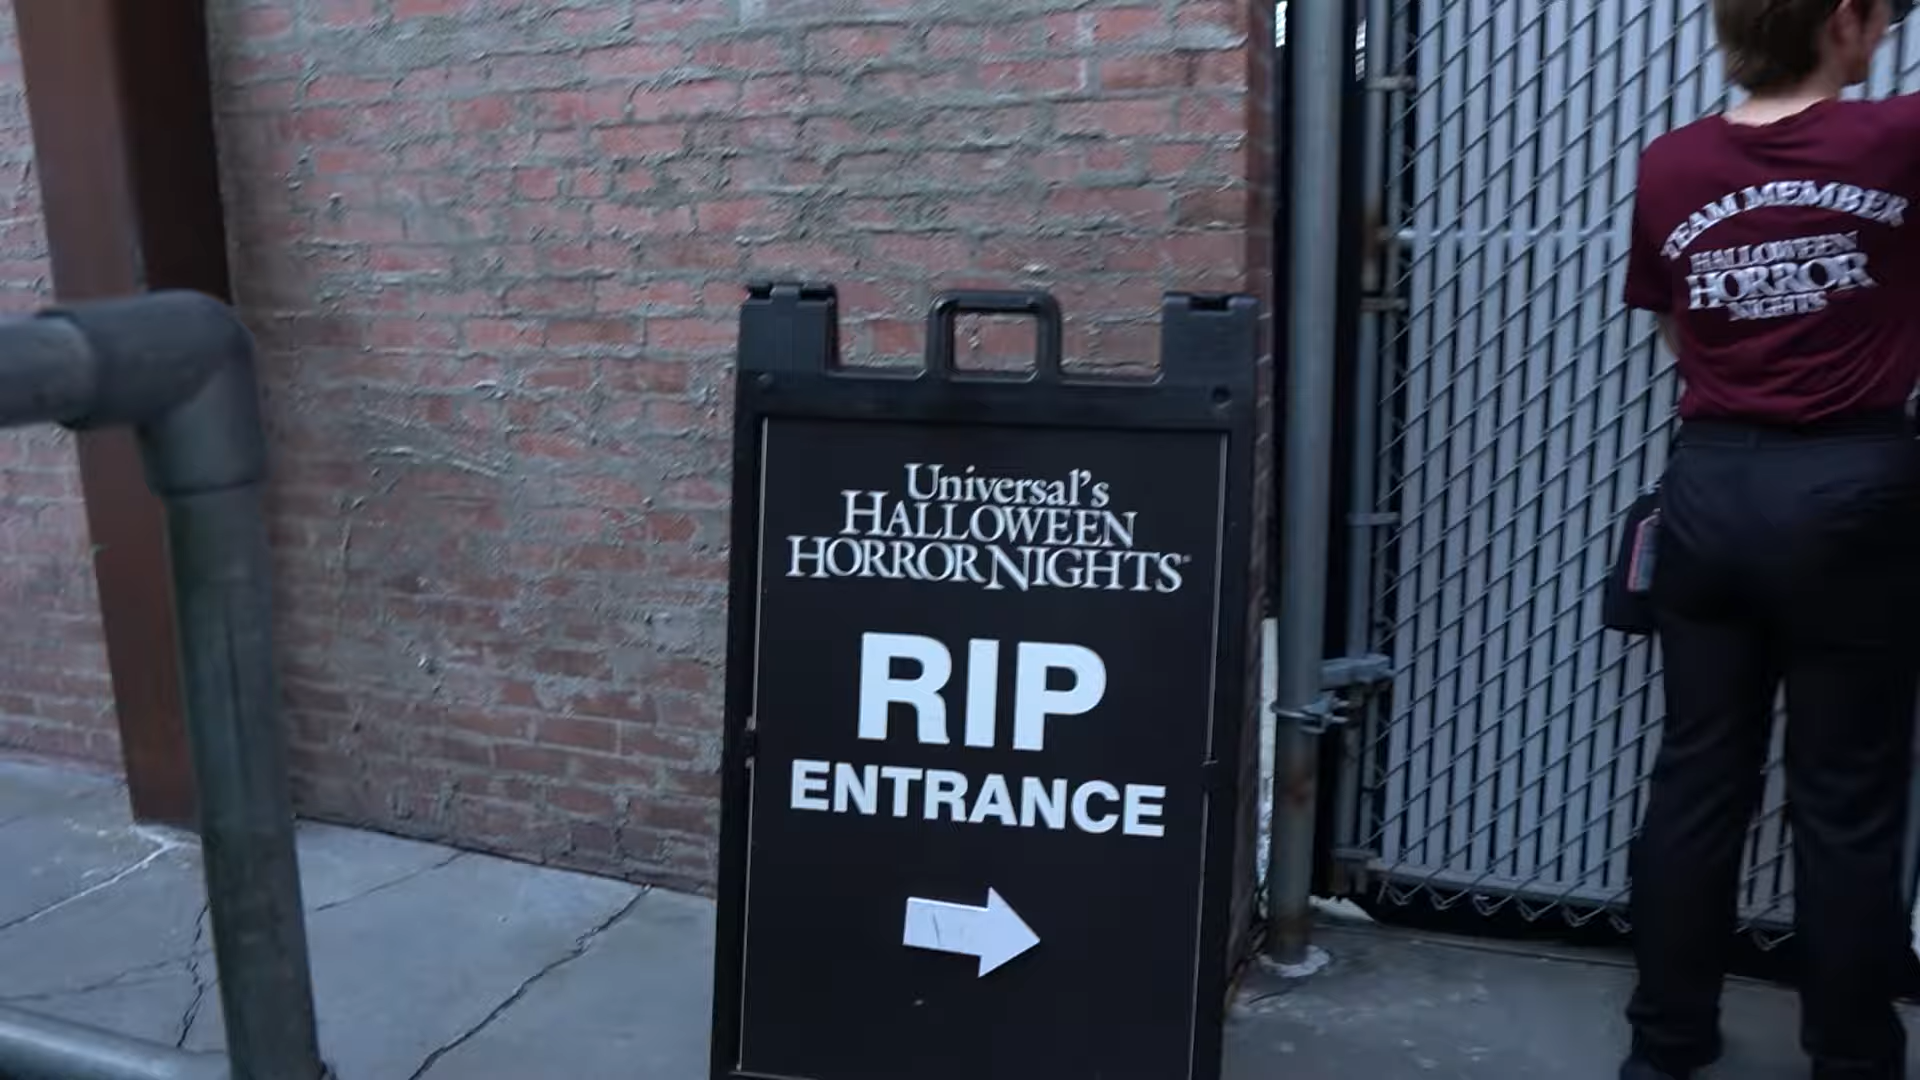 TEAM MEMBER
HALLOWEEN
HORROR
NIGHTS
Universal's
HALLOWEEN
HORROR NIGHTS
RIP
ENTRANCE